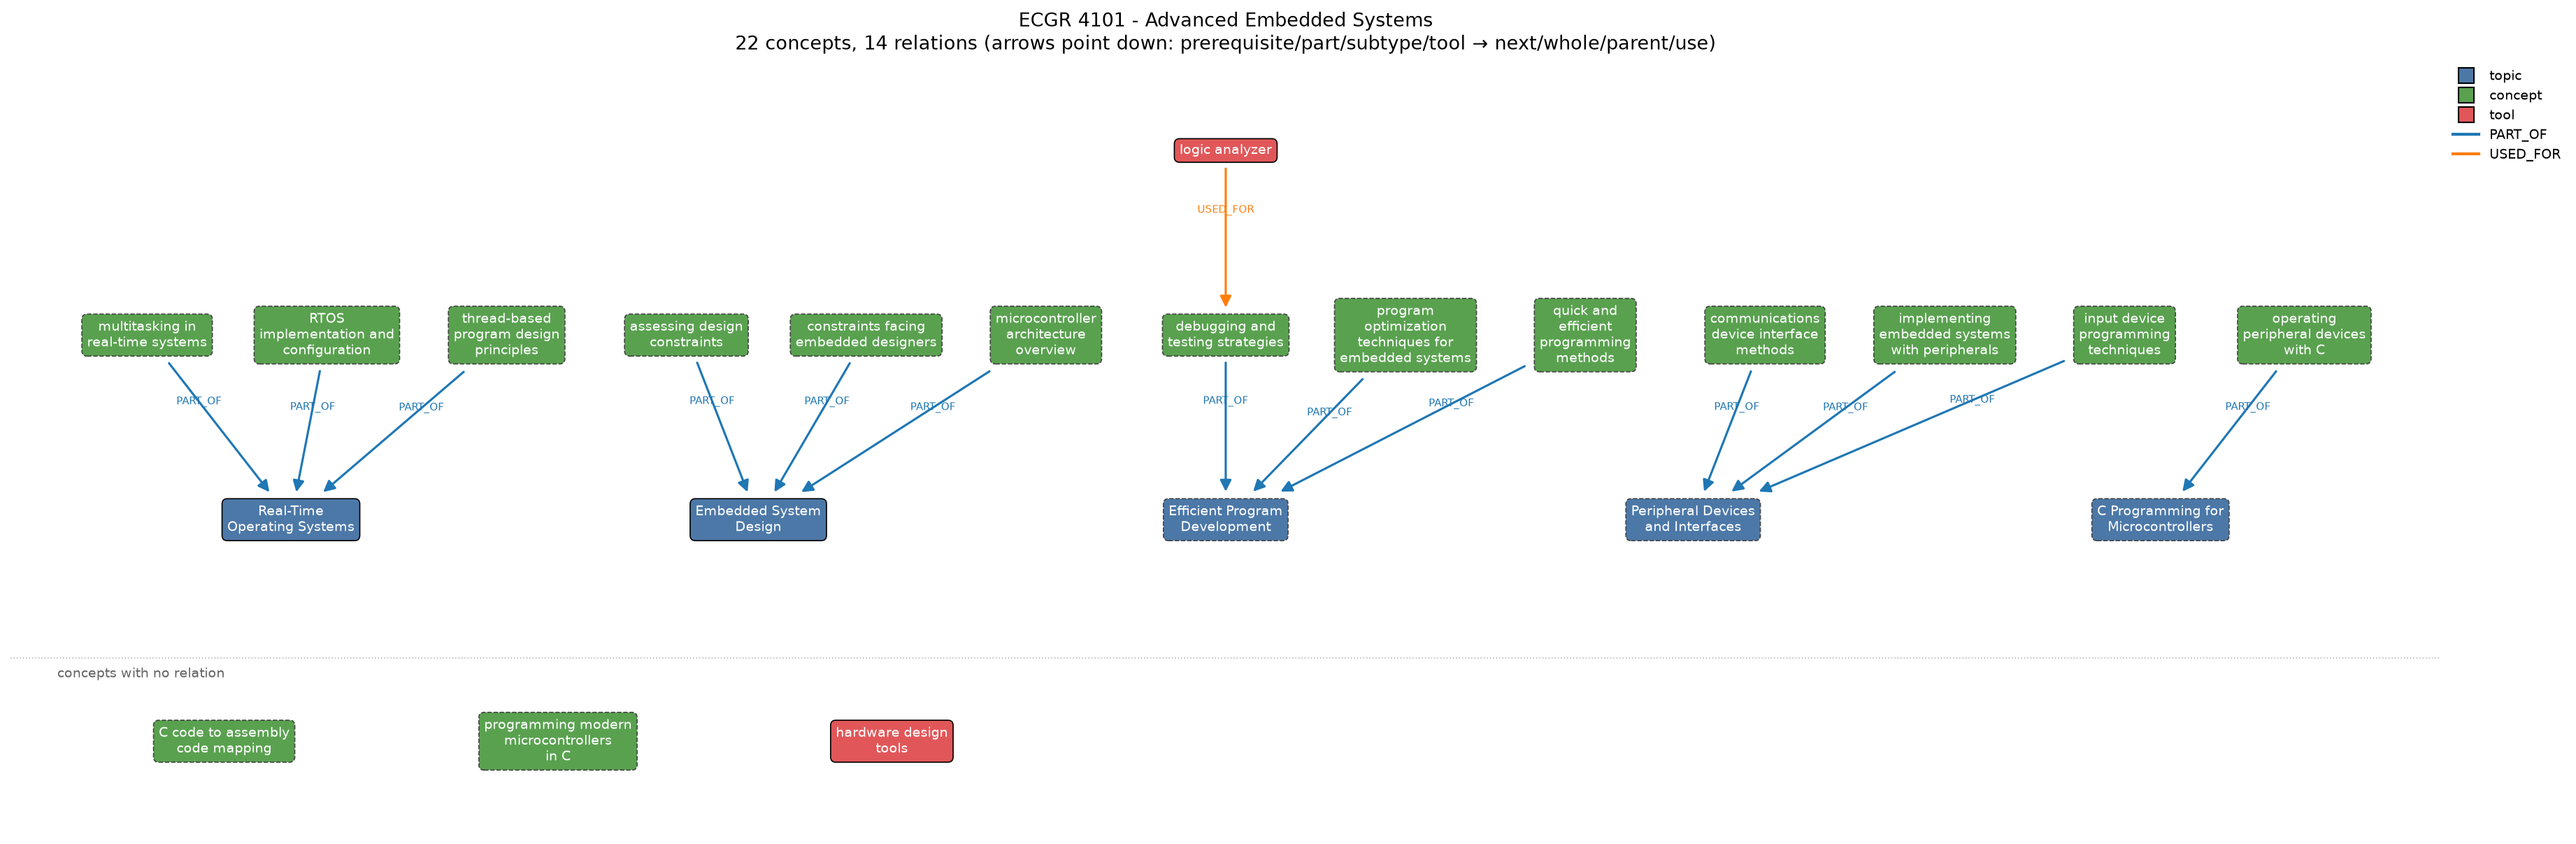 ECGR 4101 - Advanced Embedded Systems
22 concepts, 14 relations (arrows point down: prerequisite/part/subtype/tool → next/whole/parent/use)
topic
concept
tool
PART_OF
USED_FOR
logic analyzer
USED_FOR
multitasking in
real-time systems
RTOS
implementation and
configuration
thread-based
program design
principles
assessing design
constraints
constraints facing
embedded designers
microcontroller
architecture
overview
debugging and
testing strategies
program
optimization
techniques for
embedded systems
quick and
efficient
programming
methods
communications
device interface
methods
implementing
embedded systems
with peripherals
input device
programming
techniques
operating
peripheral devices
with C
PART_OF
PART_OF
PART_OF
PART_OF
PART_OF
PART_OF
PART_OF
PART_OF
PART_OF
PART_OF
PART_OF
PART_OF
PART_OF
Real-Time
Operating Systems
Embedded System
Design
Efficient Program
Development
Peripheral Devices
and Interfaces
C Programming for
Microcontrollers
concepts with no relation
C code to assembly
code mapping
programming modern
microcontrollers
in C
hardware design
tools